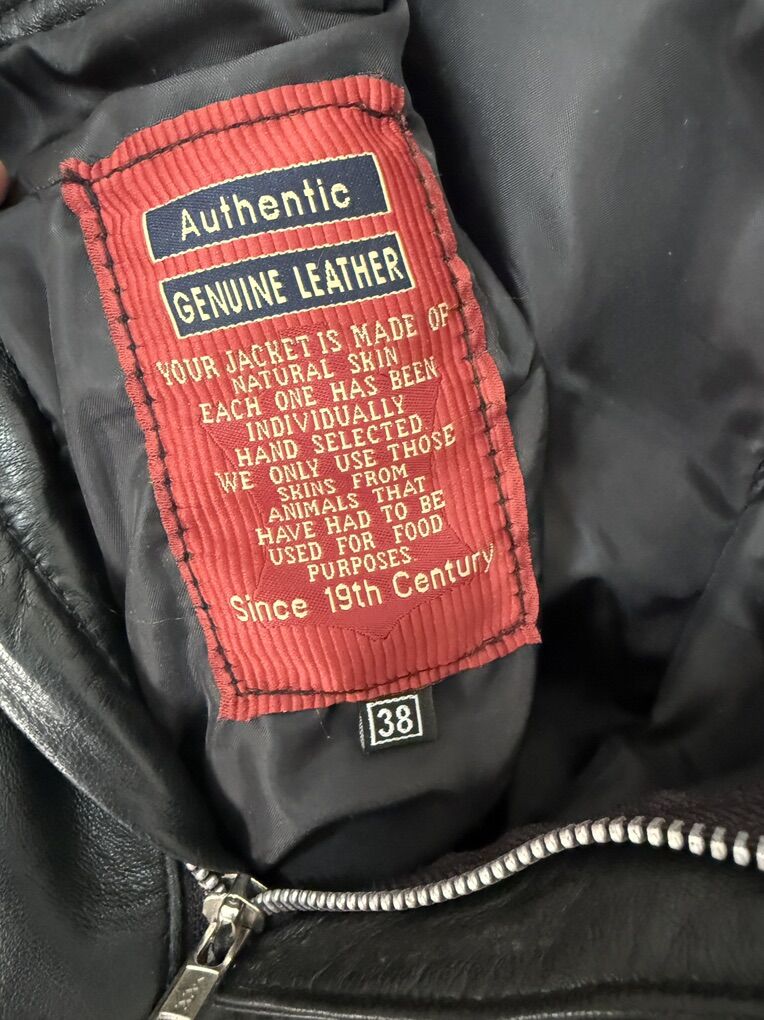 Authentic
GENUINE LEATHER
YOUR JACKET IS MADE OF
NATURAL SKIN
EACH ONE HAS BEEN
INDIVIDUALLY
HAND SELECTED
WE ONLY USE THOSE
SKINS FROM
ANIMALS THAT
HAVE HAD TO BE
USED FOR FOOD
PURPOSES
Since 19th Century
38